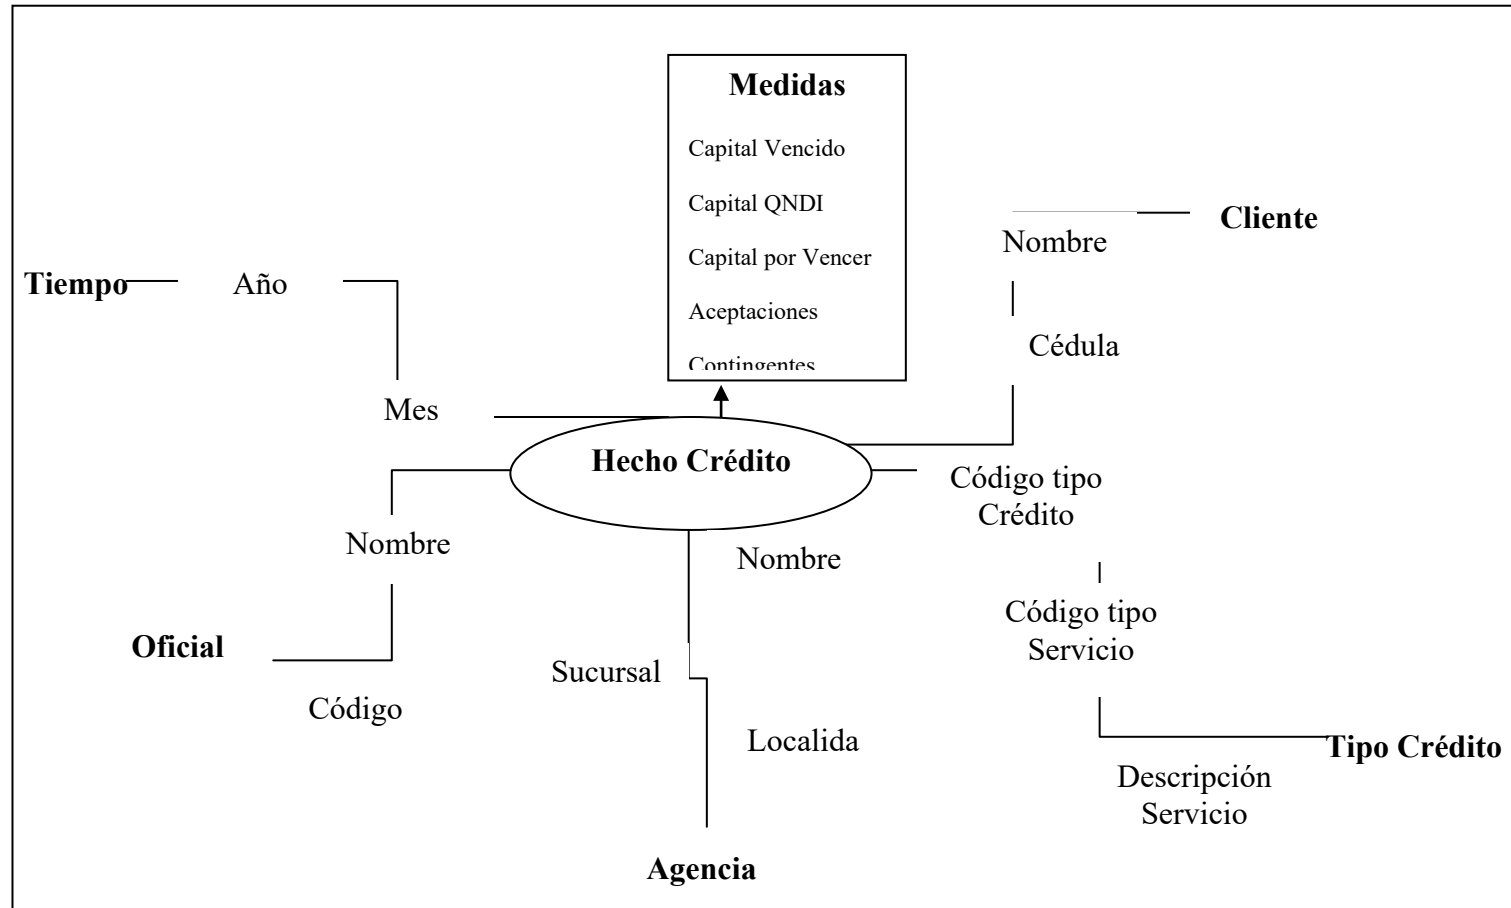 Medidas
Capital Vencido
Capital QNDI
Capital por Vencer
Aceptaciones
Contingentes
Cliente
Nombre
Cédula
Tiempo
Año
Mes
Hecho Crédito
Código tipo
Crédito
Nombre
Nombre
Código tipo
Servicio
Oficial
Código
Sucursal
Localida
Tipo Crédito
Descripción
Servicio
Agencia